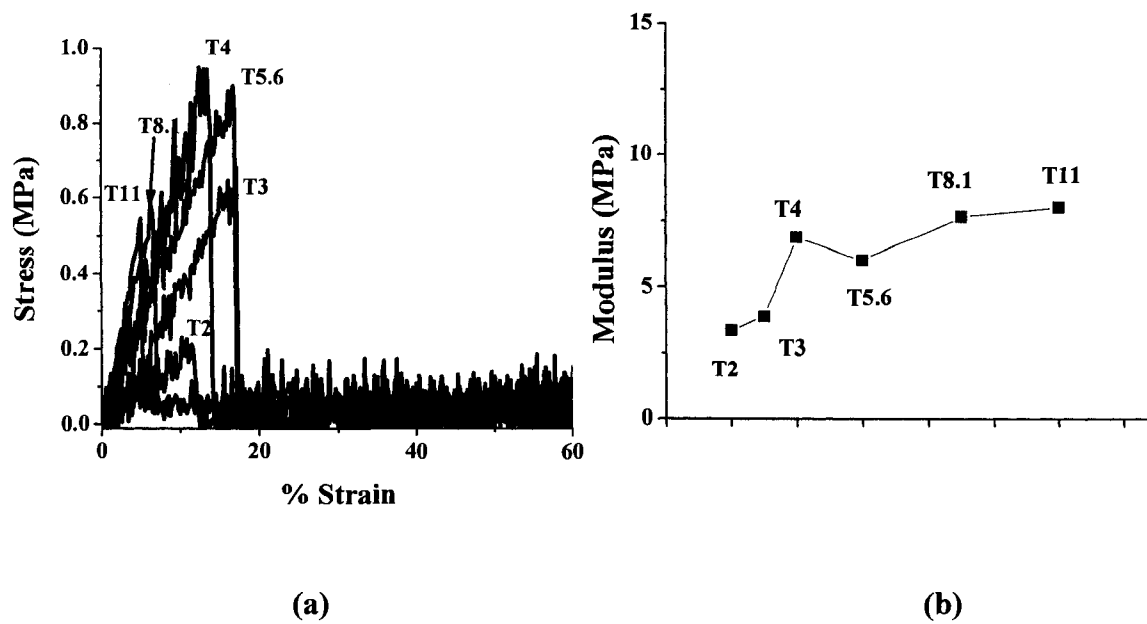 T4
1.0
T5.6
0.8
T8.1
0.6
T11
T3
Stress (MPa)
0.4
T2
0.2
0.0
0
20
40
60
% Strain
(a)
15
Modulus (MPa)
10
T8.1
T11
T4
5
T5.6
T2
T3
0
(b)